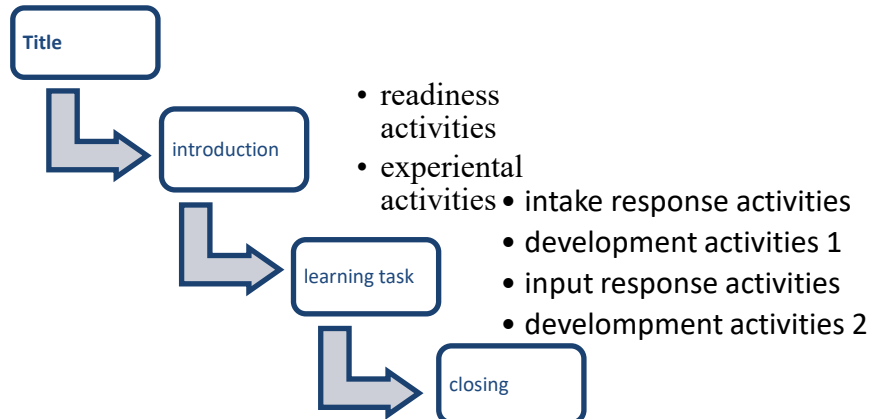 Title
introduction
• readiness
activities
• experiental
activities
learning task
• intake response activities
• development activities 1
• input response activities
• develompment activities 2
closing